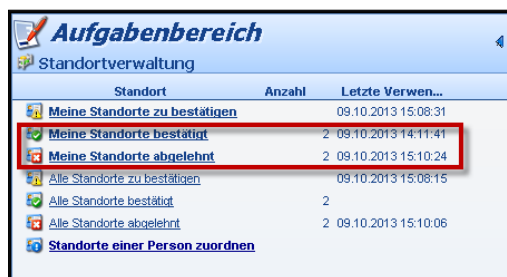 Aufgabenbereich
Standortverwaltung
Standort Anzahl Letzte Verwen...
Meine Standorte zu bestätigen 09.10.2013 15:08:31
Meine Standorte bestätigt 2 09.10.2013 14:11:41
Meine Standorte abgelehnt 2 09.10.2013 15:10:24
Alle Standorte zu bestätigen 09.10.2013 15:08:15
Alle Standorte bestätigt 2
Alle Standorte abgelehnt 2 09.10.2013 15:10:06
Standorte einer Person zuordnen